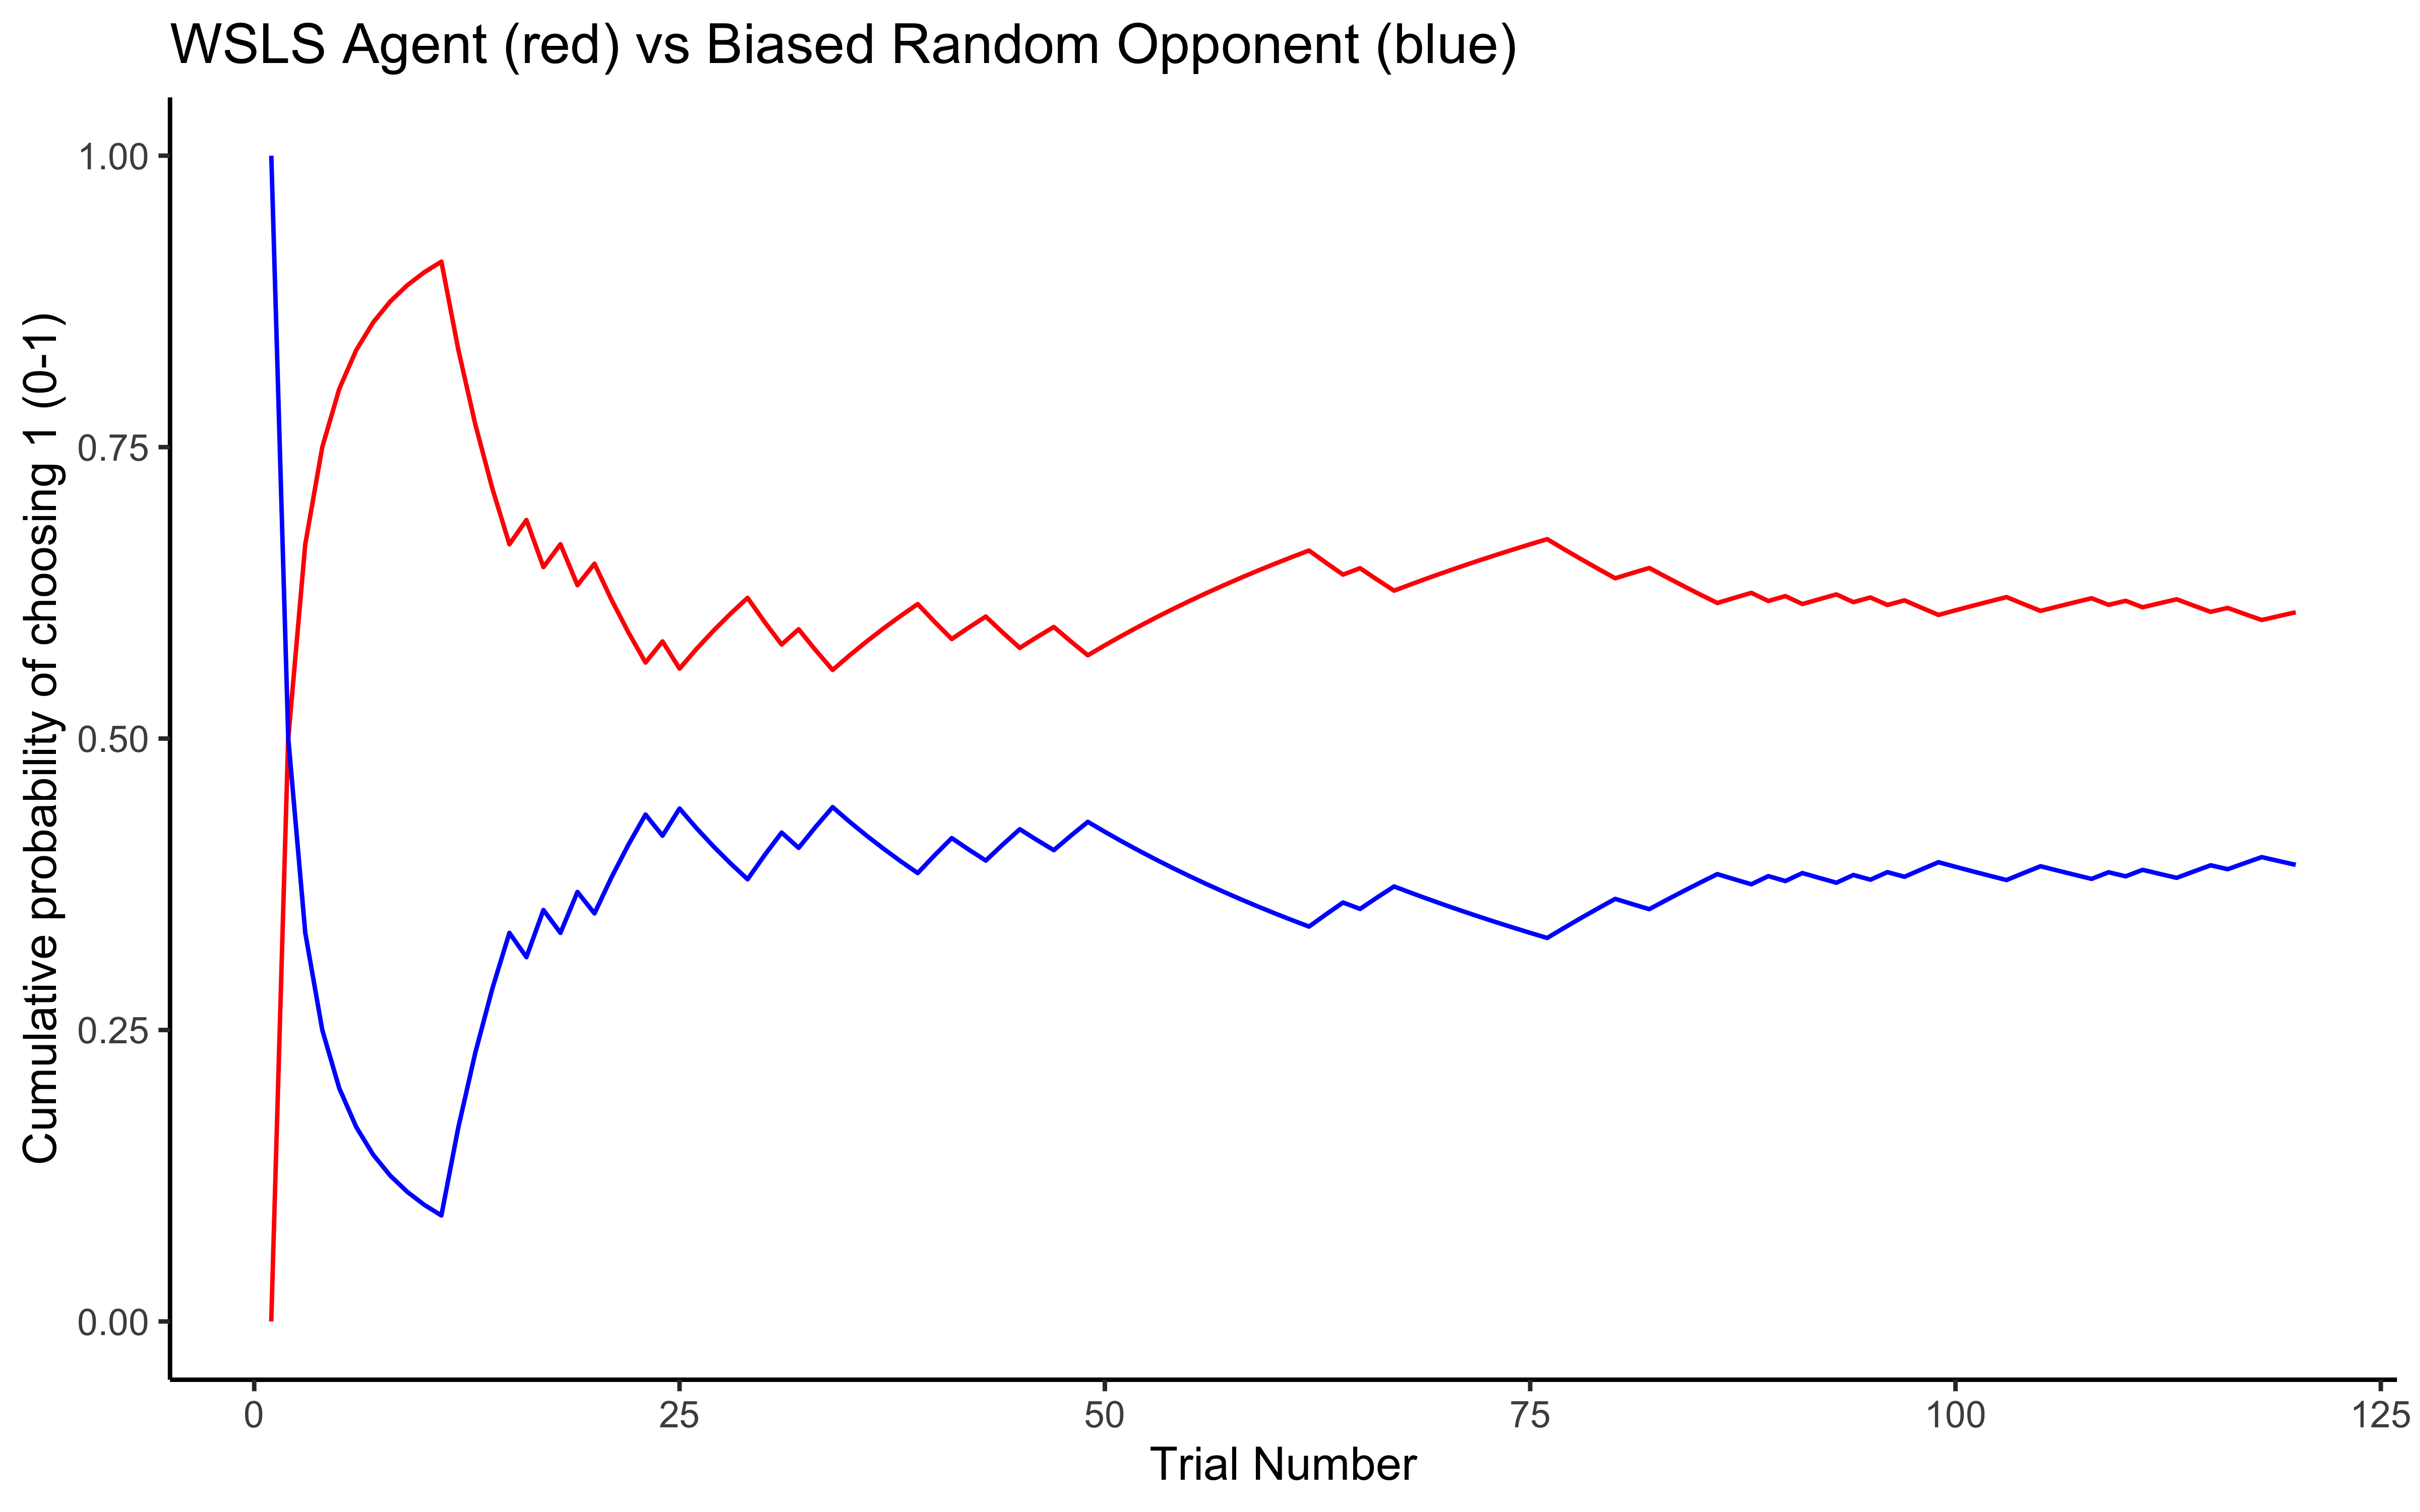 WSLS Agent (red) vs Biased Random Opponent (blue)
Cumulative probability of choosing 1 (0-1)
1.00
0.75
0.50
0.25
0.00
0 25 50 75 100 125
Trial Number